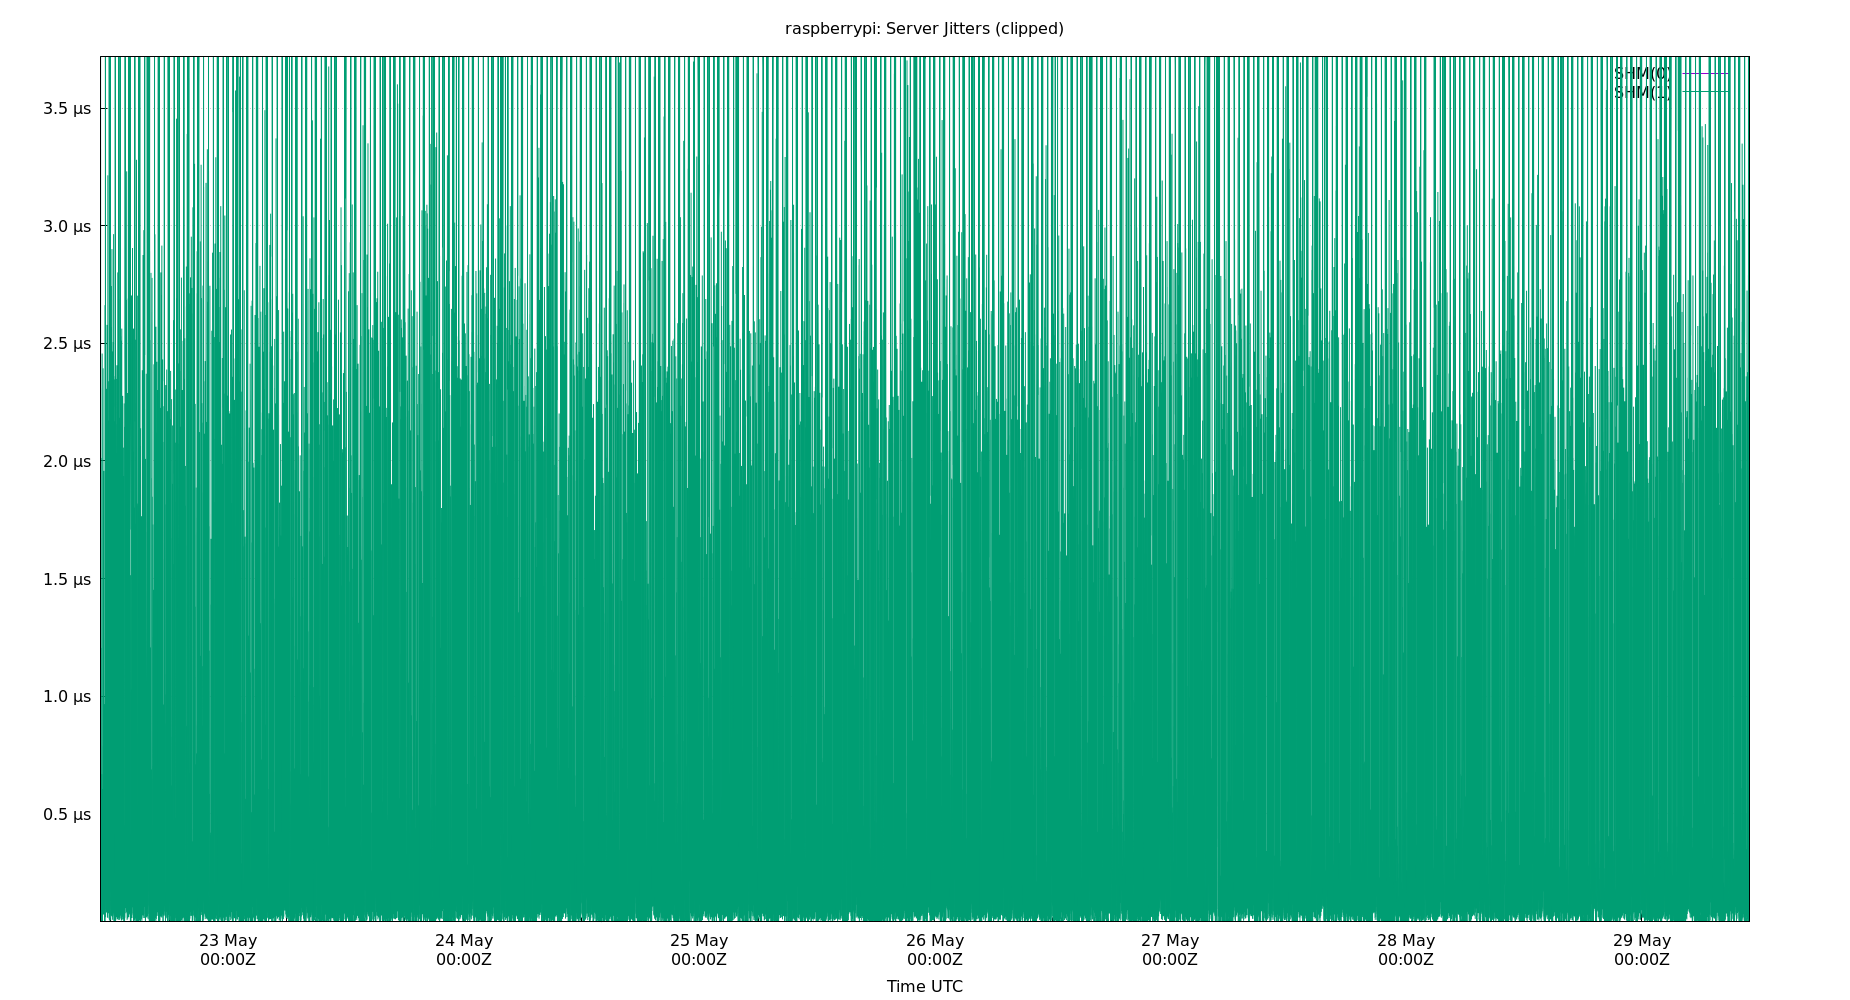 raspberrypi: Server Jitters (clipped)
SHM(0)
SHM(1)
3.5 µs
3.0 µs
2.5 µs
2.0 µs
1.5 µs
1.0 µs
0.5 µs
23 May 24 May 25 May 26 May 27 May 28 May 29 May
00:00Z 00:00Z 00:00Z 00:00Z 00:00Z 00:00Z 00:00Z
Time UTC